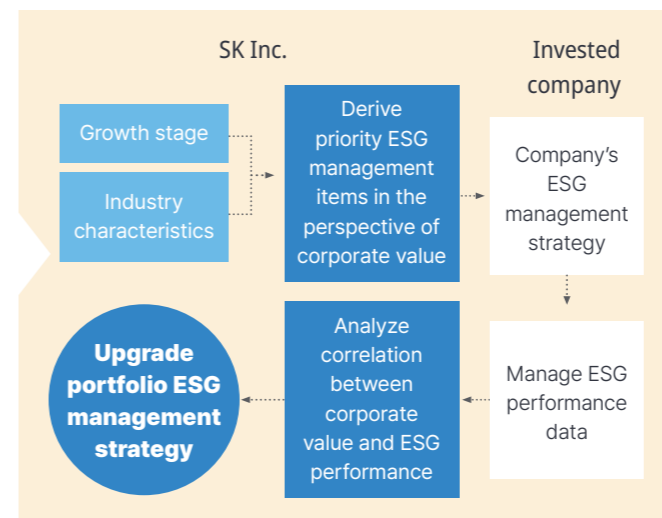 SK Inc.
Invested
company
Growth stage
Industry
characteristics
Derive
priority ESG
management
items in the
perspective of
corporate value
Company's
ESG
management
strategy
Manage ESG
performance
data
Analyze
correlation
between
corporate
value and ESG
performance
Upgrade
portfolio ESG
management
strategy